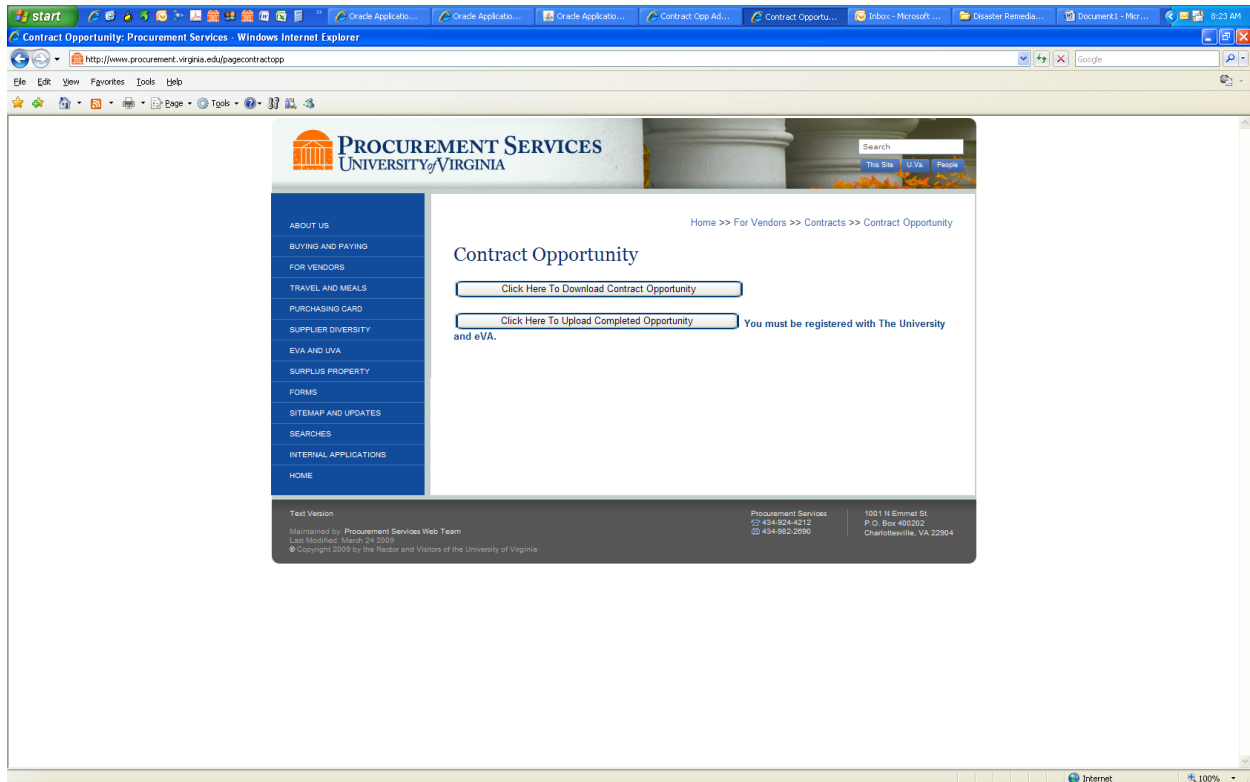 start
Oracle Applicatio...
Oracle Applicatio...
Oracle Applicatio...
Contract Opp Ad...
Contract Opportu...
Inbox - Microsoft ...
Disaster Remedia...
Document1 - Micr...
8:23 AM
Contract Opportunity: Procurement Services - Windows Internet Explorer
http://www.procurement.virginia.edu/pagecontractopp
Google
File Edit View Favorites Tools Help
Page Tools
PROCUREMENT SERVICES
UNIVERSITY of VIRGINIA
Search
This Site U.Va. People
Home >> For Vendors >> Contracts >> Contract Opportunity
ABOUT US
BUYING AND PAYING
FOR VENDORS
TRAVEL AND MEALS
PURCHASING CARD
SUPPLIER DIVERSITY
EVA AND UVA
SURPLUS PROPERTY
FORMS
SITEMAP AND UPDATES
SEARCHES
INTERNAL APPLICATIONS
HOME
Contract Opportunity
Click Here To Download Contract Opportunity
Click Here To Upload Completed Opportunity You must be registered with The University
and eVA.
Text Version
Maintained by: Procurement Services Web Team
Last Modified: March 24 2009
© Copyright 2009 by the Rector and Visitors of the University of Virginia
Procurement Services
434-924-4212
434-982-2690
1001 N Emmet St.
P.O. Box 400202
Charlottesville, VA 22904
Internet
100%